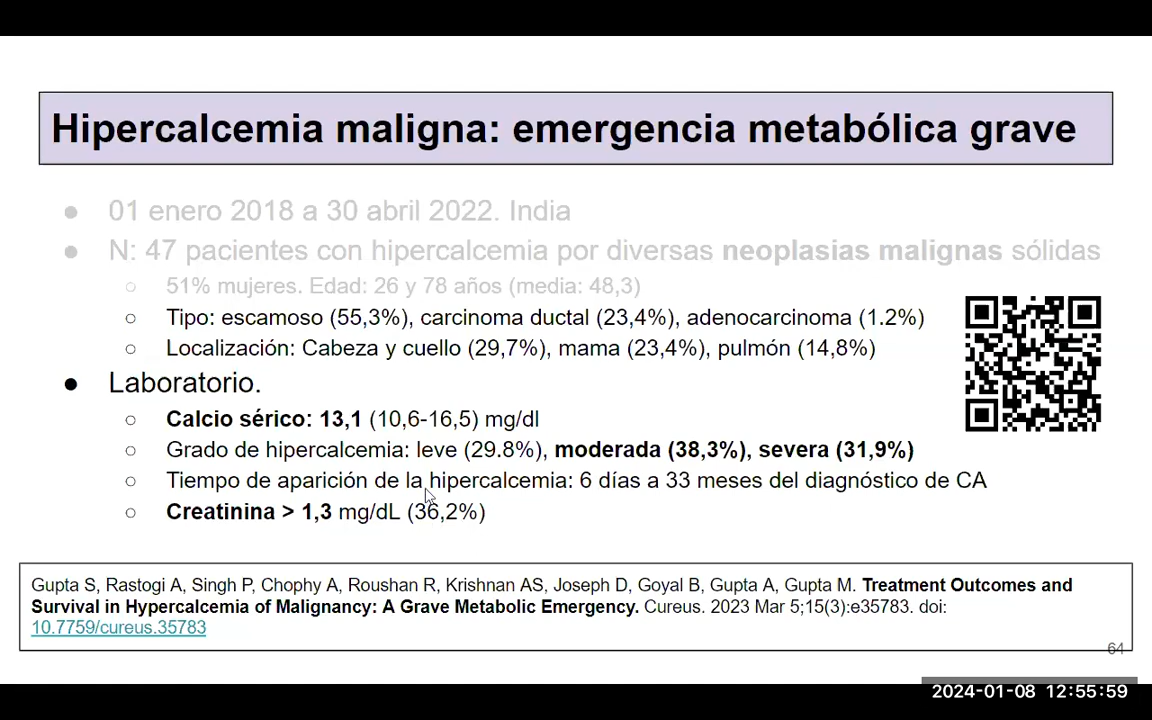 Hipercalcemia maligna: emergencia metabólica grave
● 01 enero 2018 a 30 abril 2022. India
● N: 47 pacientes con hipercalcemia por diversas neoplasias malignas sólidas
○ 51% mujeres. Edad: 26 y 78 años (media: 48,3)
○ Tipo: escamoso (55,3%), carcinoma ductal (23,4%), adenocarcinoma (1.2%)
○ Localización: Cabeza y cuello (29,7%), mama (23,4%), pulmón (14,8%)
● Laboratorio.
○ Calcio sérico: 13,1 (10,6-16,5) mg/dl
○ Grado de hipercalcemia: leve (29.8%), moderada (38,3%), severa (31,9%)
○ Tiempo de aparición de la hipercalcemia: 6 días a 33 meses del diagnóstico de CA
○ Creatinina > 1,3 mg/dL (36,2%)
Gupta S, Rastogi A, Singh P, Chophy A, Roushan R, Krishnan AS, Joseph D, Goyal B, Gupta A, Gupta M. Treatment Outcomes and
Survival in Hypercalcemia of Malignancy: A Grave Metabolic Emergency. Cureus. 2023 Mar 5;15(3):e35783. doi:
10.7759/cureus.35783
64
2024-01-08 12:55:59